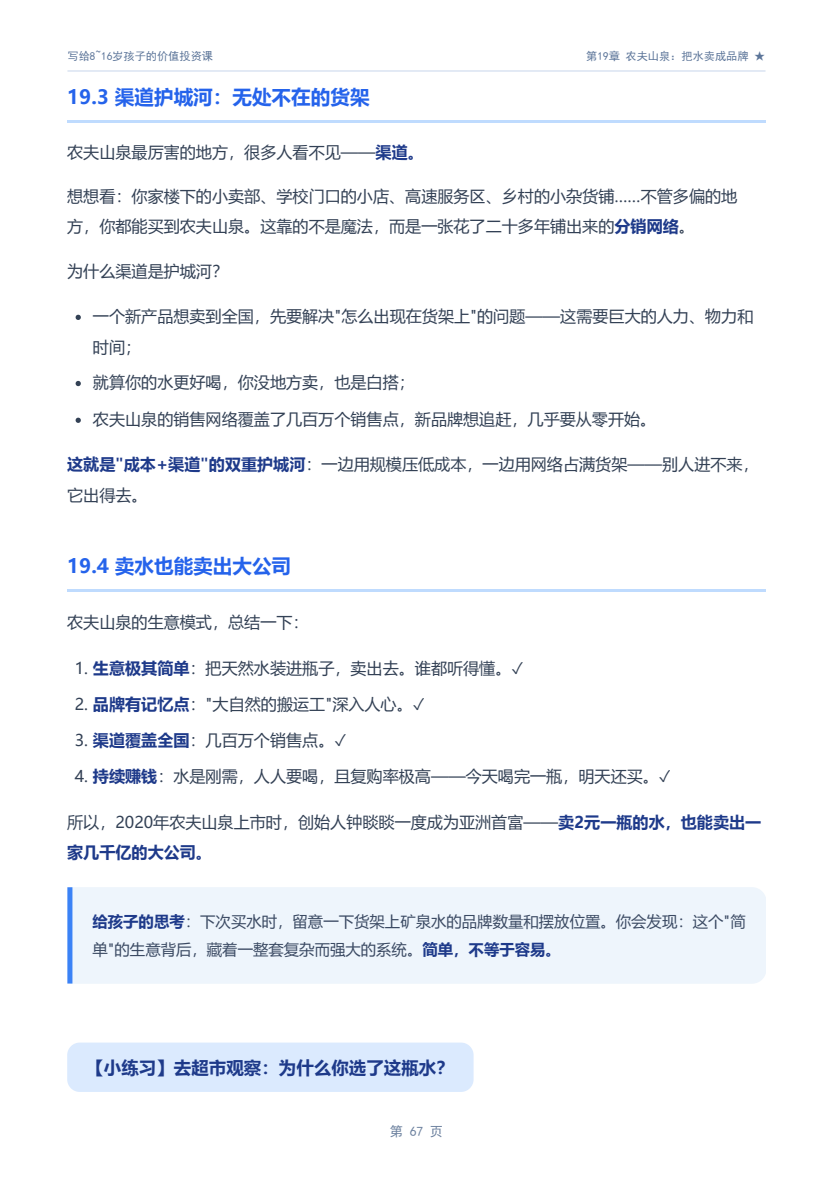 写给8~16岁孩子的价值投资课
第19章 农夫山泉：把水卖成品牌 ★
19.3 渠道护城河：无处不在的货架
农夫山泉最厉害的地方，很多人看不见——渠道。
想想看：你家楼下的小卖部、学校门口的小店、高速服务区、乡村的小杂货铺……不管多偏的地
方，你都能买到农夫山泉。这靠的不是魔法，而是一张花了二十多年铺出来的分销网络。
为什么渠道是护城河？
• 一个新产品想卖到全国，先要解决"怎么出现在货架上"的问题——这需要巨大的人力、物力和
时间；
• 就算你的水更好喝，你没地方卖，也是白搭；
• 农夫山泉的销售网络覆盖了几百万个销售点，新品牌想追赶，几乎要从零开始。
这就是"成本+渠道"的双重护城河：一边用规模压低成本，一边用网络占满货架——别人进不来，
它出得去。
19.4 卖水也能卖出大公司
农夫山泉的生意模式，总结一下：
1. 生意极其简单：把天然水装进瓶子，卖出去。谁都听得懂。✓
2. 品牌有记忆点："大自然的搬运工"深入人心。✓
3. 渠道覆盖全国：几百万个销售点。✓
4. 持续赚钱：水是刚需，人人要喝，且复购率极高——今天喝完一瓶，明天还买。✓
所以，2020年农夫山泉上市时，创始人钟睒睒一度成为亚洲首富——卖2元一瓶的水，也能卖出一
家几千亿的大公司。
给孩子的思考：下次买水时，留意一下货架上矿泉水的品牌数量和摆放位置。你会发现：这个"简
单"的生意背后，藏着一整套复杂而强大的系统。简单，不等于容易。
【小练习】去超市观察：为什么你选了这瓶水？
第 67 页